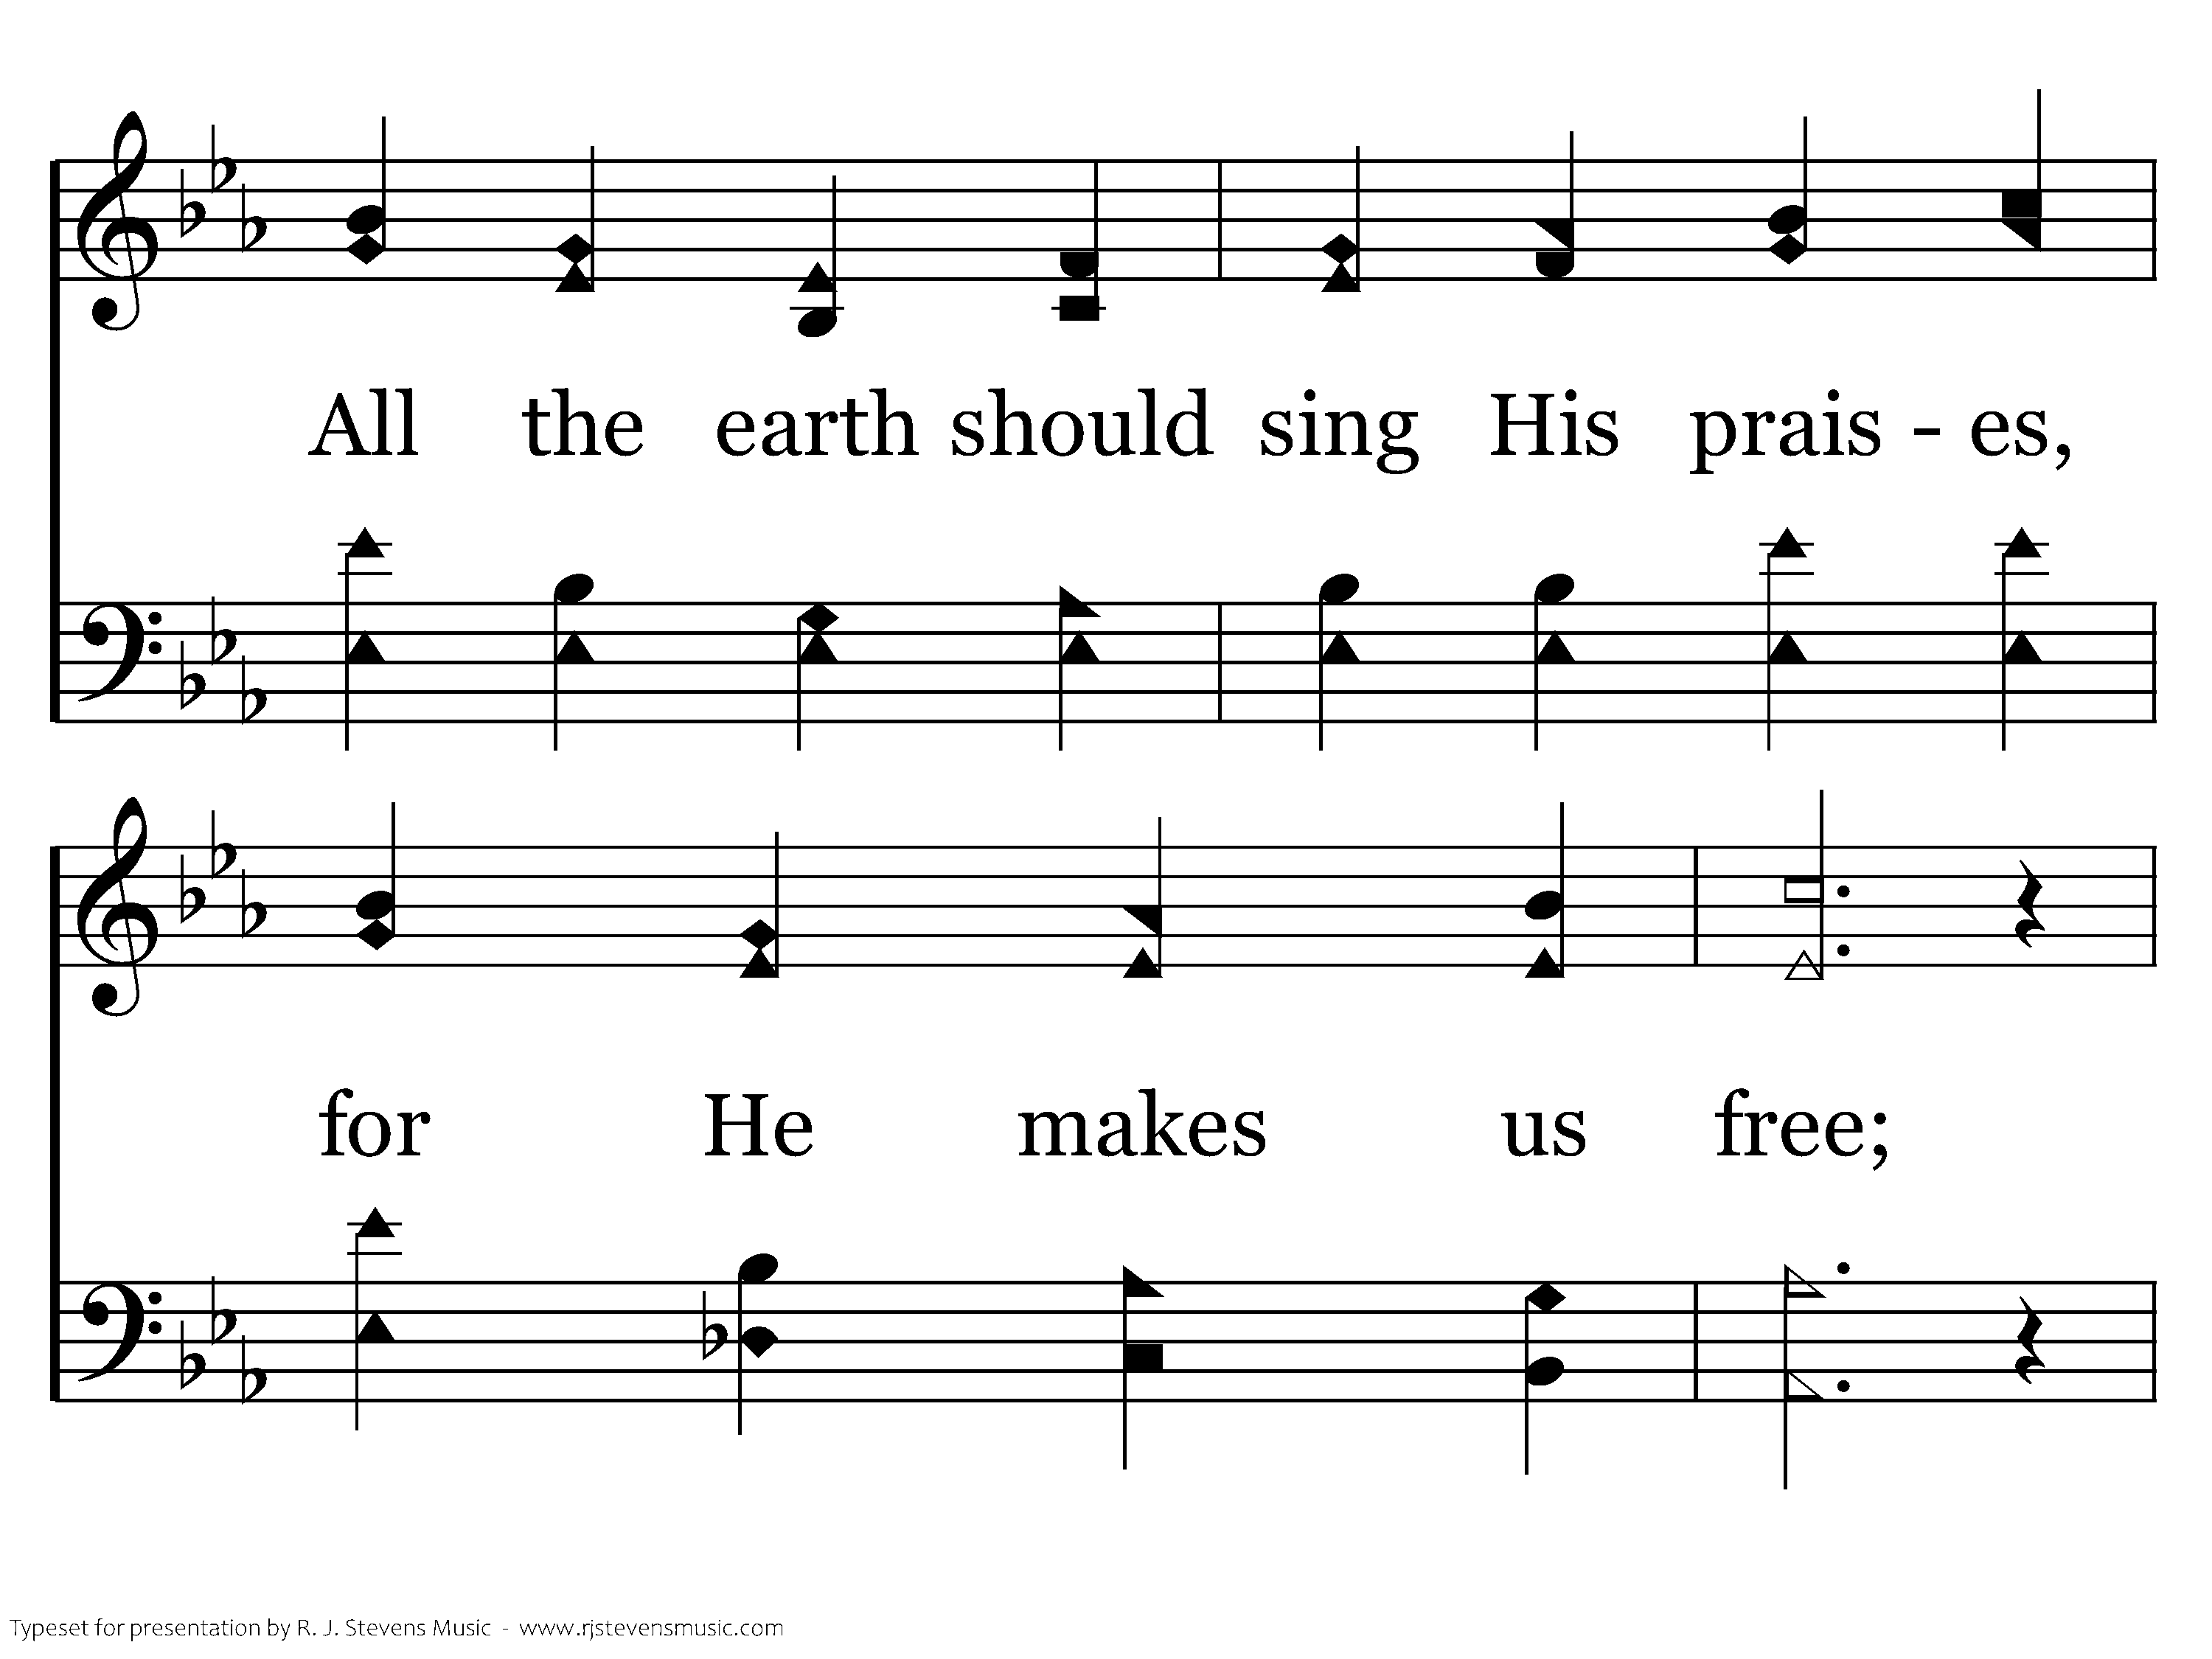 All the earth should sing His prais - es,
for He makes us free;
Typeset for presentation by R. J. Stevens Music - www.rjstevensmusic.com